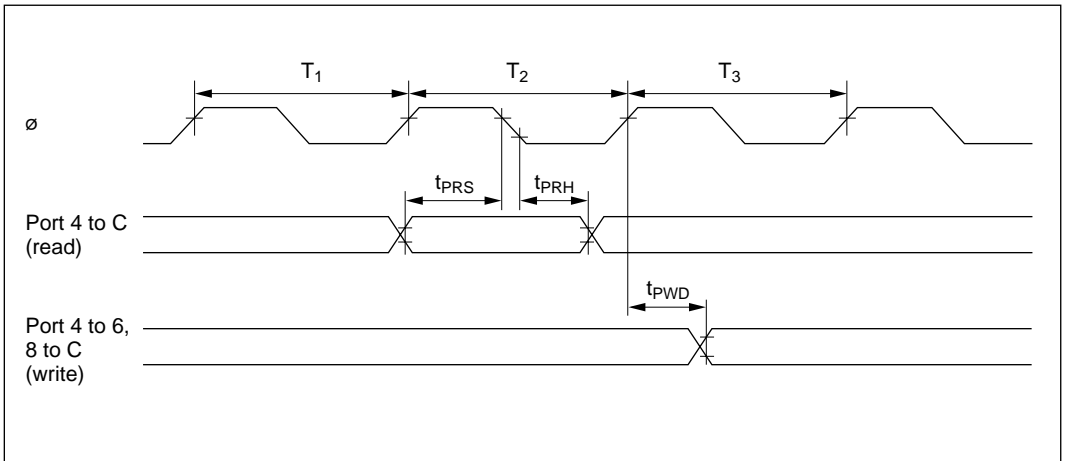 T1 T2 T3
ø
tPRS tPRH
Port 4 to C
(read)
tPWD
Port 4 to 6,
8 to C
(write)